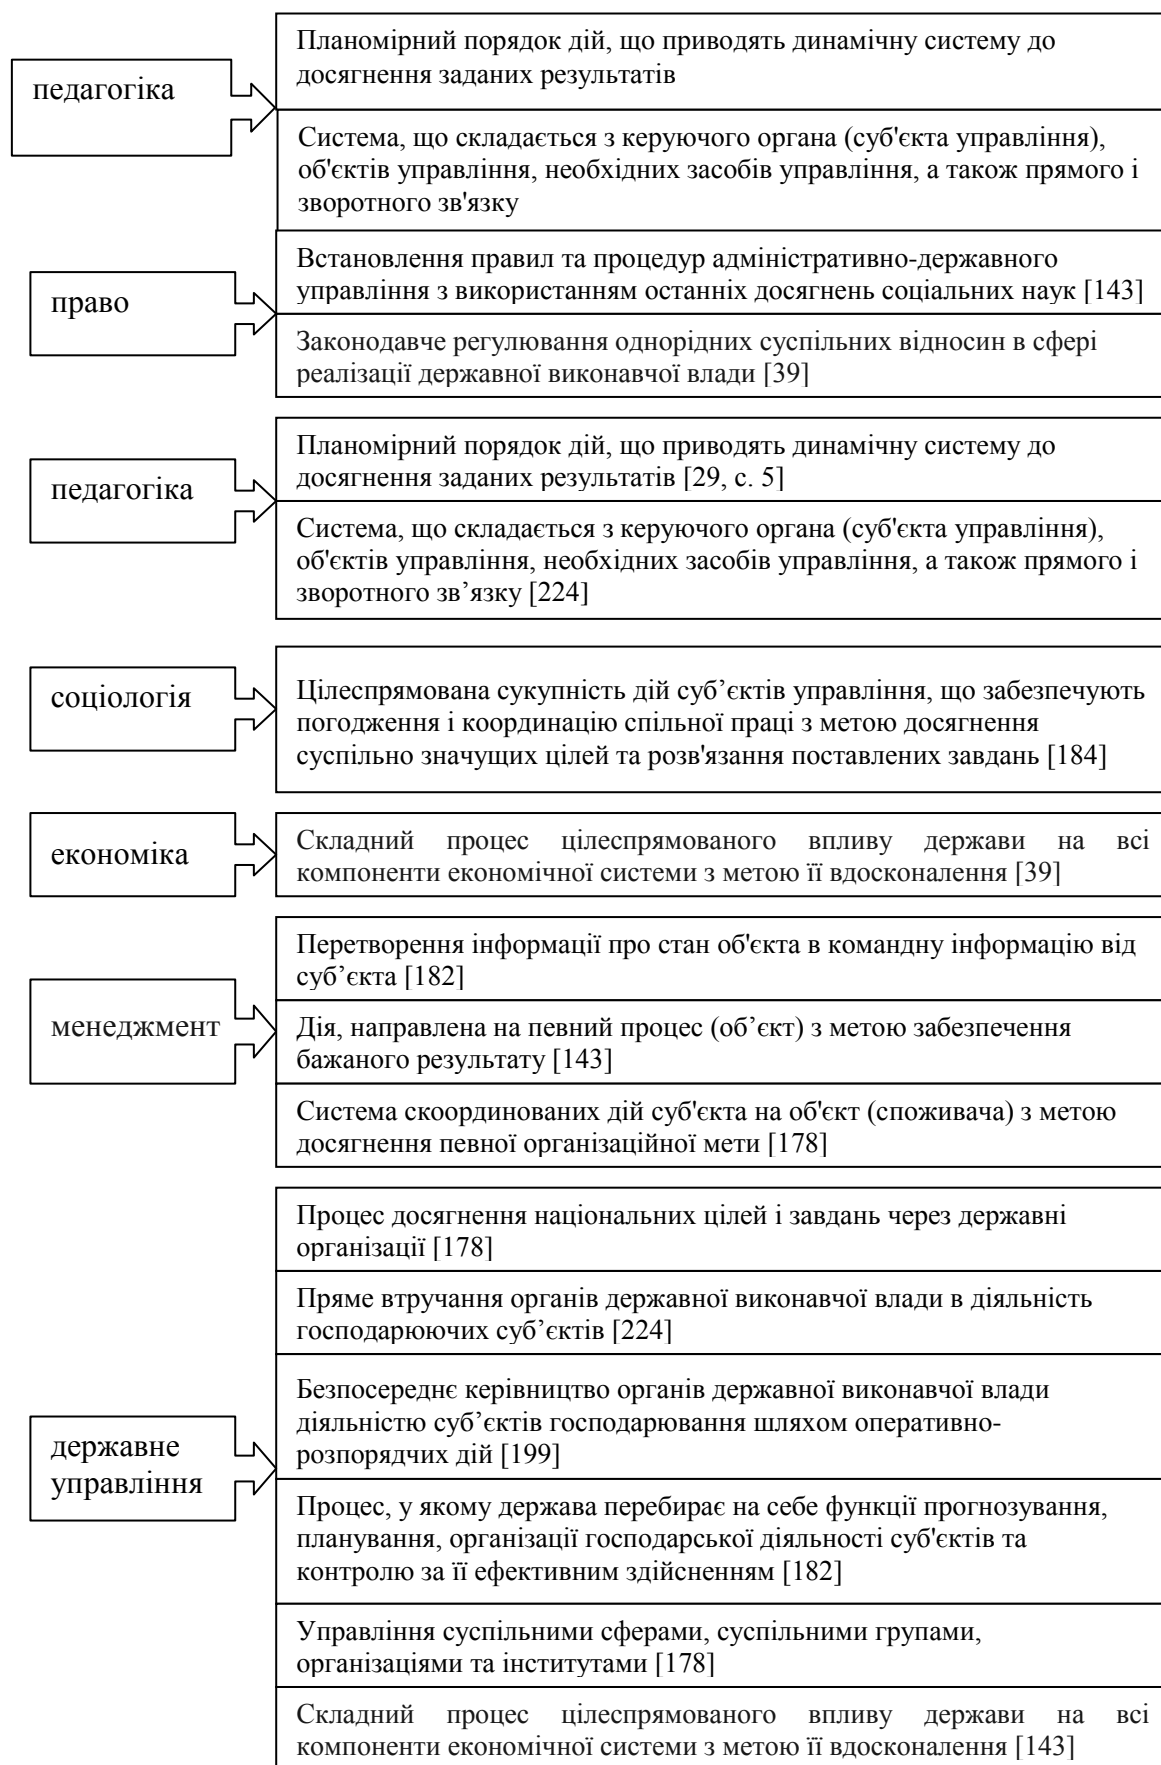 педагогіка
Планомірний порядок дій, що приводять динамічну систему до
досягнення заданих результатів
Система, що складається з керуючого органа (суб'єкта управління),
об'єктів управління, необхідних засобів управління, а також прямого і
зворотного зв'язку
право
Встановлення правил та процедур адміністративно-державного
управління з використанням останніх досягнень соціальних наук [143]
Законодавче регулювання однорідних суспільних відносин в сфері
реалізації державної виконавчої влади [39]
педагогіка
Планомірний порядок дій, що приводять динамічну систему до
досягнення заданих результатів [29, с. 5]
Система, що складається з керуючого органа (суб'єкта управління),
об'єктів управління, необхідних засобів управління, а також прямого і
зворотного зв’язку [224]
соціологія
Цілеспрямована сукупність дій суб’єктів управління, що забезпечують
погодження і координацію спільної праці з метою досягнення
суспільно значущих цілей та розв'язання поставлених завдань [184]
економіка
Складний процес цілеспрямованого впливу держави на всі
компоненти економічної системи з метою її вдосконалення [39]
менеджмент
Перетворення інформації про стан об'єкта в командну інформацію від
суб’єкта [182]
Дія, направлена на певний процес (об’єкт) з метою забезпечення
бажаного результату [143]
Система скоординованих дій суб'єкта на об'єкт (споживача) з метою
досягнення певної організаційної мети [178]
державне
управління
Процес досягнення національних цілей і завдань через державні
організації [178]
Пряме втручання органів державної виконавчої влади в діяльність
господарюючих суб’єктів [224]
Безпосереднє керівництво органів державної виконавчої влади
діяльністю суб’єктів господарювання шляхом оперативно-
розпорядчих дій [199]
Процес, у якому держава перебирає на себе функції прогнозування,
планування, організації господарської діяльності суб'єктів та
контролю за її ефективним здійсненням [182]
Управління суспільними сферами, суспільними групами,
організаціями та інститутами [178]
Складний процес цілеспрямованого впливу держави на всі
компоненти економічної системи з метою її вдосконалення [143]